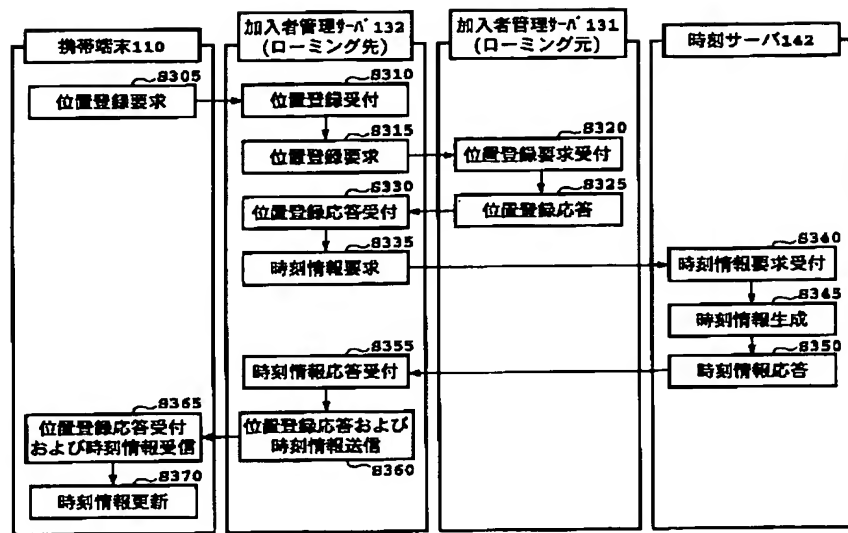 携帯端末110
加入者管理サーバ132
(ローミング先)
加入者管理サーバ131
(ローミング元)
時刻サーバ142
S305
位置登録要求
S310
位置登録受付
S315
位置登録要求
S320
位置登録要求受付
S325
位置登録応答
S330
位置登録応答受付
S335
時刻情報要求
S340
時刻情報要求受付
S345
時刻情報生成
S350
時刻情報応答
S355
時刻情報応答受付
位置登録応答および
時刻情報送信
S360
S365
位置登録応答受付
および時刻情報受信
S370
時刻情報更新